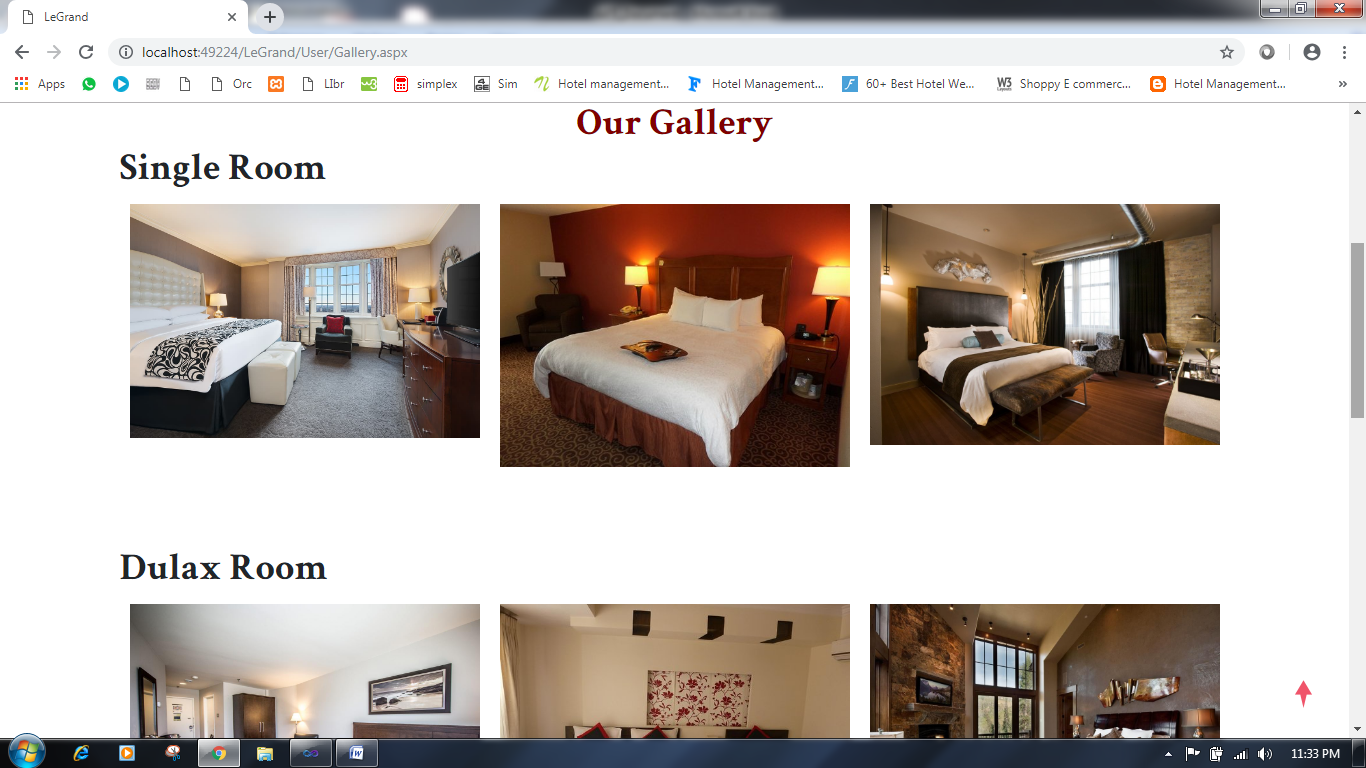 LeGrand
localhost:49224/LeGrand/User/Gallery.aspx
Apps
Orc
LIbr
simplex
Sim
Hotel management...
Hotel Management...
60+ Best Hotel We...
Shoppy E commerc...
Hotel Management...
Our Gallery
Single Room
Dulax Room
11:33 PM